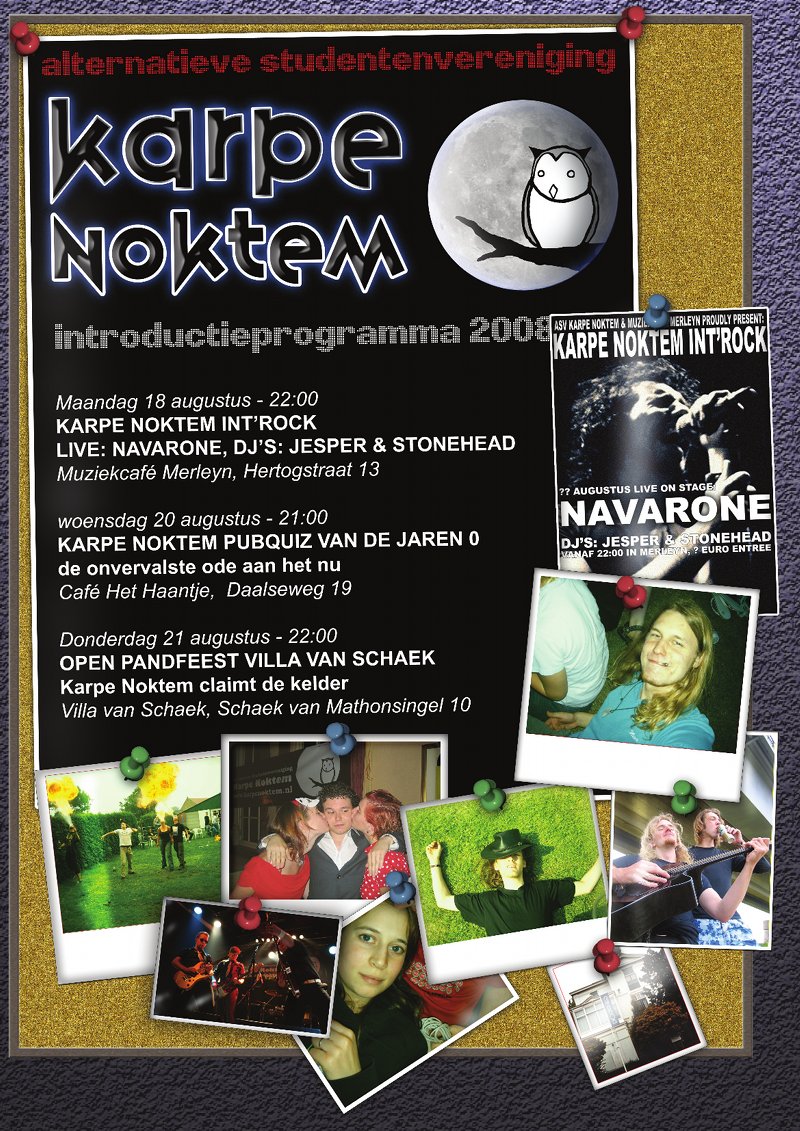 alternatieve studentenvereniging
karpe
Noktem
introductieprogramma 2008
Maandag 18 augustus - 22:00
KARPE NOKTEM INT'ROCK
LIVE: NAVARONE, DJ'S: JESPER & STONEHEAD
Muziekcafé Merleyn, Hertogstraat 13
woensdag 20 augustus - 21:00
KARPE NOKTEM PUBQUIZ VAN DE JAREN 0
de onvervalste ode aan het nu
Café Het Haantje, Daalseweg 19
Donderdag 21 augustus - 22:00
OPEN PANDFEEST VILLA VAN SCHAEK
Karpe Noktem claimt de kelder
Villa van Schaek, Schaek van Mathonsingel 10
ASV KARPE NOKTEM & MERLEYN PROUDLY PRESENT:
KARPE NOKTEM INT'ROCK
?? AUGUSTUS LIVE ON STAGE:
NAVARONE
DJ'S: JESPER & STONEHEAD
VANAF 22:00 IN MERLEYN, ? EURO ENTREE
studentenvereniging
Karpe Noktem
karpenoktem.nl